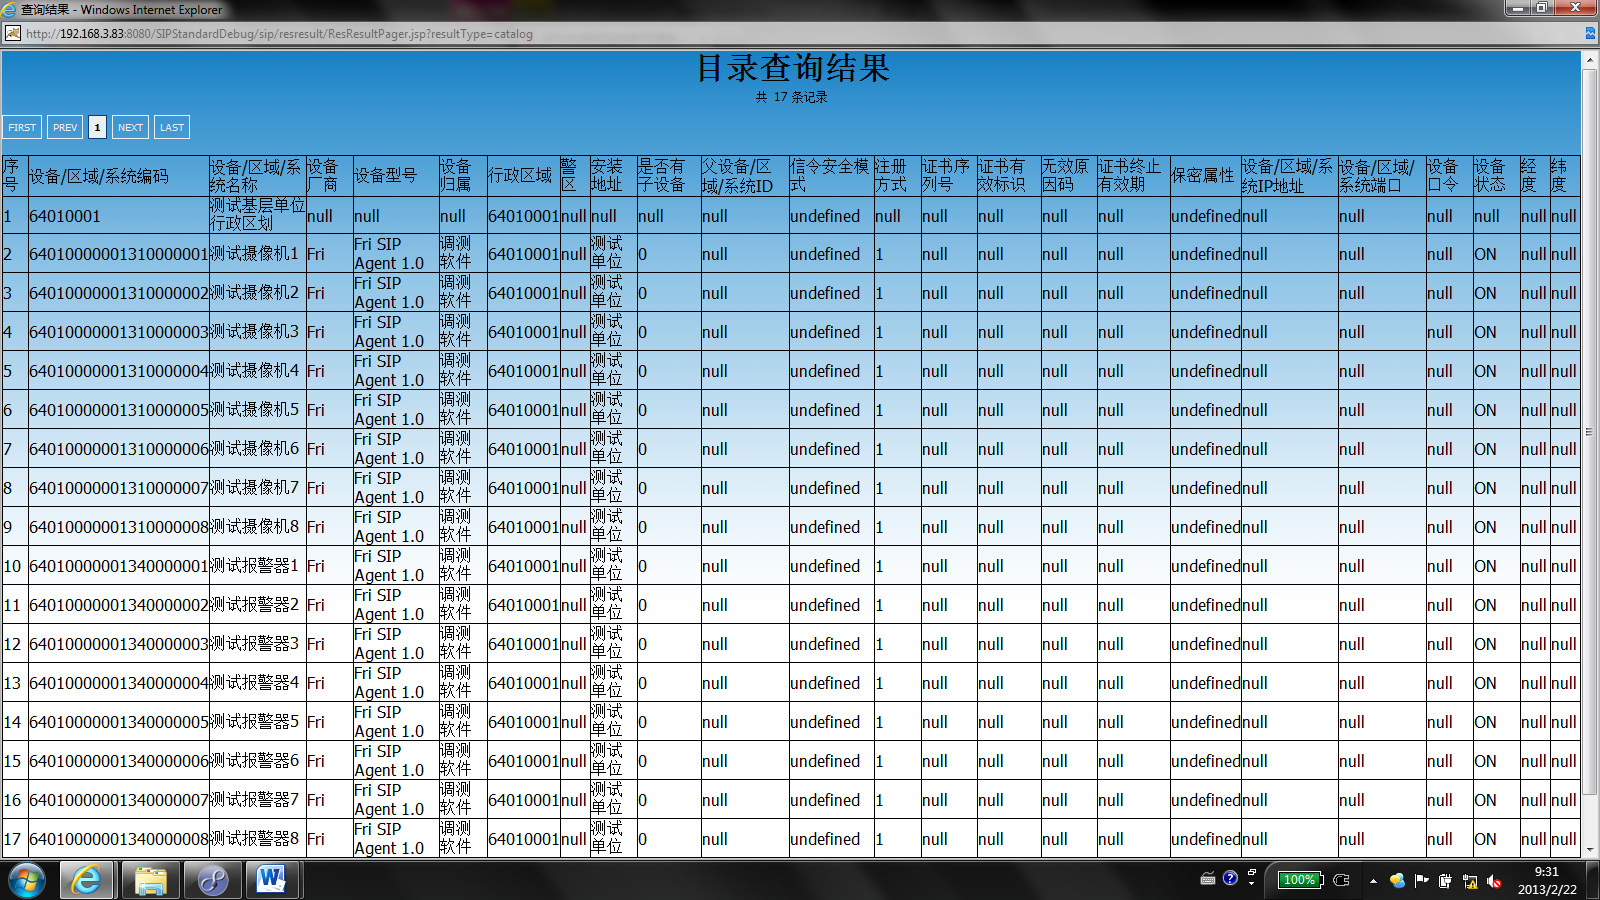 查询结果 - Windows Internet Explorer
http://192.168.3.83:8080/SIPStandardDebug/sip/resresult/ResResultPager.jsp?resultType=catalog
目录查询结果
共 17 条记录
FIRST PREV 1 NEXT LAST
序号 设备/区域/系统编码 设备/区域/系统名称 设备厂商 设备型号 设备归属 行政区域 警区 安装地址 是否有子设备 父设备/区域/系统ID 信令安全模式 注册方式 证书序列号 证书有效标识 无效原因码 证书终止有效期 保密属性 设备/区域/系统IP地址 设备/区域/系统端口 设备口令 设备状态 经度 纬度
1 64010001 测试基层单位行政区划 null null null 64010001 null null null null undefined null null null null null undefined null null null null null null
2 64010000001310000001 测试摄像机1 Fri Fri SIP Agent 1.0 调测软件 64010001 null 测试单位 0 null undefined 1 null null null null undefined null null null ON null null
3 64010000001310000002 测试摄像机2 Fri Fri SIP Agent 1.0 调测软件 64010001 null 测试单位 0 null undefined 1 null null null null undefined null null null ON null null
4 64010000001310000003 测试摄像机3 Fri Fri SIP Agent 1.0 调测软件 64010001 null 测试单位 0 null undefined 1 null null null null undefined null null null ON null null
5 64010000001310000004 测试摄像机4 Fri Fri SIP Agent 1.0 调测软件 64010001 null 测试单位 0 null undefined 1 null null null null undefined null null null ON null null
6 64010000001310000005 测试摄像机5 Fri Fri SIP Agent 1.0 调测软件 64010001 null 测试单位 0 null undefined 1 null null null null undefined null null null ON null null
7 64010000001310000006 测试摄像机6 Fri Fri SIP Agent 1.0 调测软件 64010001 null 测试单位 0 null undefined 1 null null null null undefined null null null ON null null
8 64010000001310000007 测试摄像机7 Fri Fri SIP Agent 1.0 调测软件 64010001 null 测试单位 0 null undefined 1 null null null null undefined null null null ON null null
9 64010000001310000008 测试摄像机8 Fri Fri SIP Agent 1.0 调测软件 64010001 null 测试单位 0 null undefined 1 null null null null undefined null null null ON null null
10 64010000001340000001 测试报警器1 Fri Fri SIP Agent 1.0 调测软件 64010001 null 测试单位 0 null undefined 1 null null null null undefined null null null ON null null
11 64010000001340000002 测试报警器2 Fri Fri SIP Agent 1.0 调测软件 64010001 null 测试单位 0 null undefined 1 null null null null undefined null null null ON null null
12 64010000001340000003 测试报警器3 Fri Fri SIP Agent 1.0 调测软件 64010001 null 测试单位 0 null undefined 1 null null null null undefined null null null ON null null
13 64010000001340000004 测试报警器4 Fri Fri SIP Agent 1.0 调测软件 64010001 null 测试单位 0 null undefined 1 null null null null undefined null null null ON null null
14 64010000001340000005 测试报警器5 Fri Fri SIP Agent 1.0 调测软件 64010001 null 测试单位 0 null undefined 1 null null null null undefined null null null ON null null
15 64010000001340000006 测试报警器6 Fri Fri SIP Agent 1.0 调测软件 64010001 null 测试单位 0 null undefined 1 null null null null undefined null null null ON null null
16 64010000001340000007 测试报警器7 Fri Fri SIP Agent 1.0 调测软件 64010001 null 测试单位 0 null undefined 1 null null null null undefined null null null ON null null
17 64010000001340000008 测试报警器8 Fri Fri SIP Agent 1.0 调测软件 64010001 null 测试单位 0 null undefined 1 null null null null undefined null null null ON null null
100%
9:31
2013/2/22